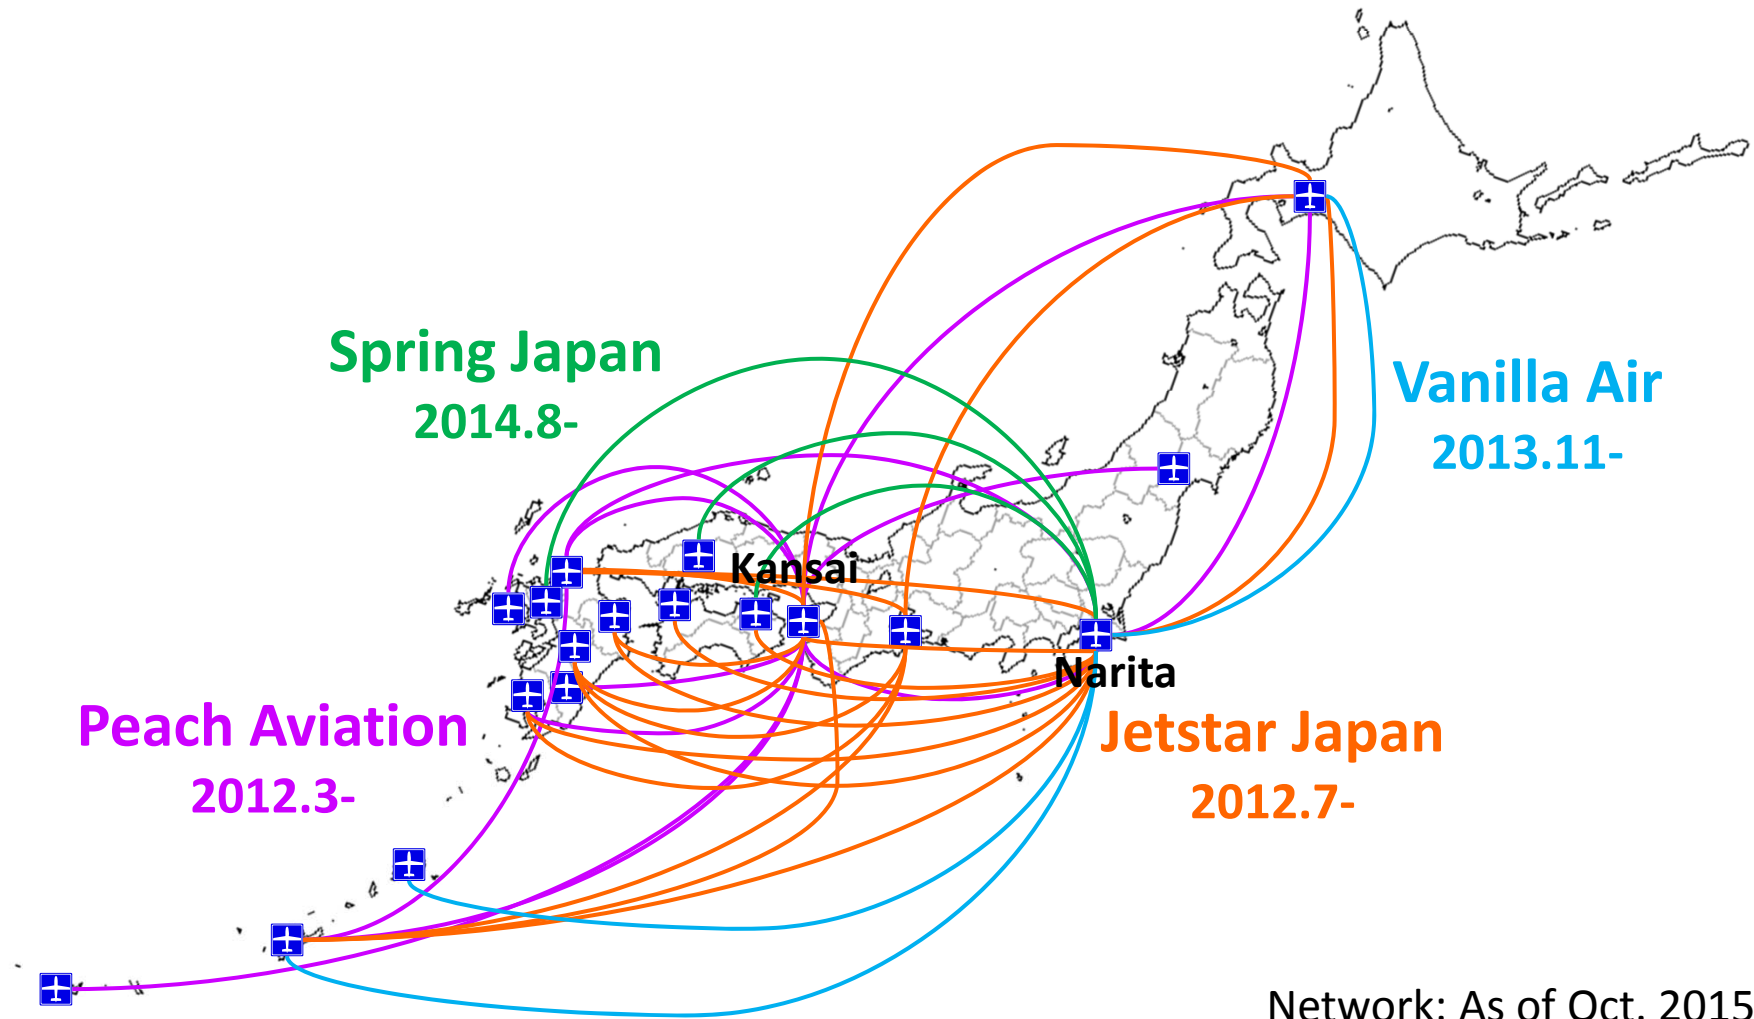 Spring Japan
2014.8-
Vanilla Air
2013.11-
Kansai
Narita
Peach Aviation
2012.3-
Jetstar Japan
2012.7-
Network: As of Oct. 2015